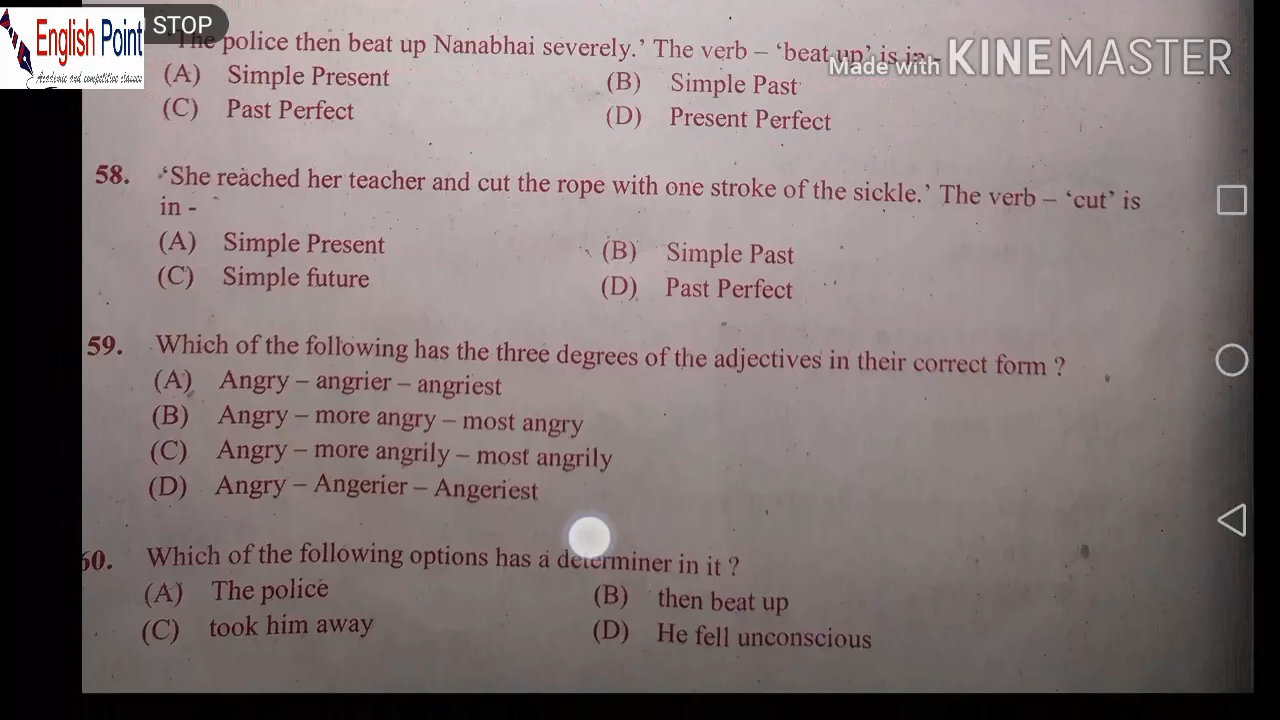 English Point
Academic and competitive classes
STOP
Made with KINEMASTER
'The police then beat up Nanabhai severely.' The verb – 'beat up' is in -
(A) Simple Present (B) Simple Past
(C) Past Perfect (D) Present Perfect
58. 'She reached her teacher and cut the rope with one stroke of the sickle.' The verb – 'cut' is
in -
(A) Simple Present (B) Simple Past
(C) Simple future (D) Past Perfect
59. Which of the following has the three degrees of the adjectives in their correct form ?
(A) Angry – angrier – angriest
(B) Angry – more angry – most angry
(C) Angry – more angrily – most angrily
(D) Angry – Angerier – Angeriest
60. Which of the following options has a determiner in it ?
(A) The police (B) then beat up
(C) took him away (D) He fell unconscious